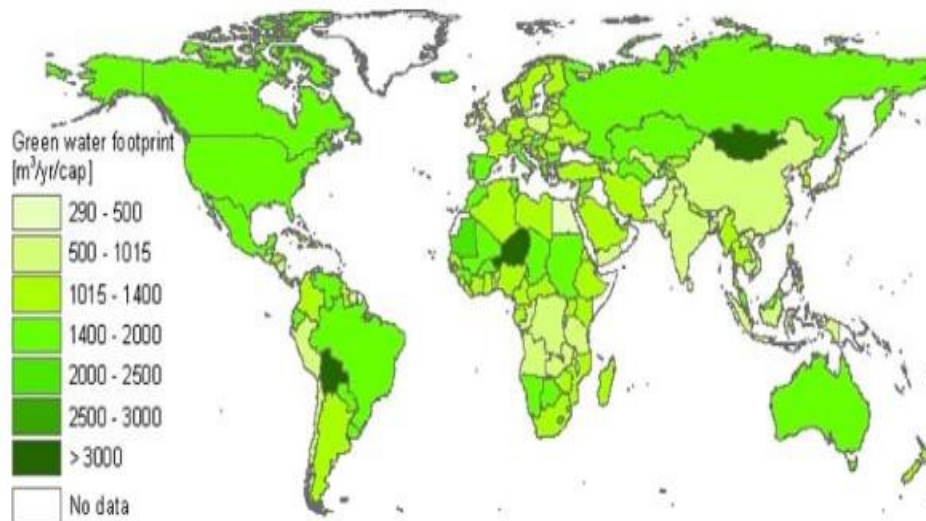 Green water footprint
[m³/yr/cap]
290 - 500
500 - 1015
1015 - 1400
1400 - 2000
2000 - 2500
2500 - 3000
> 3000
No data